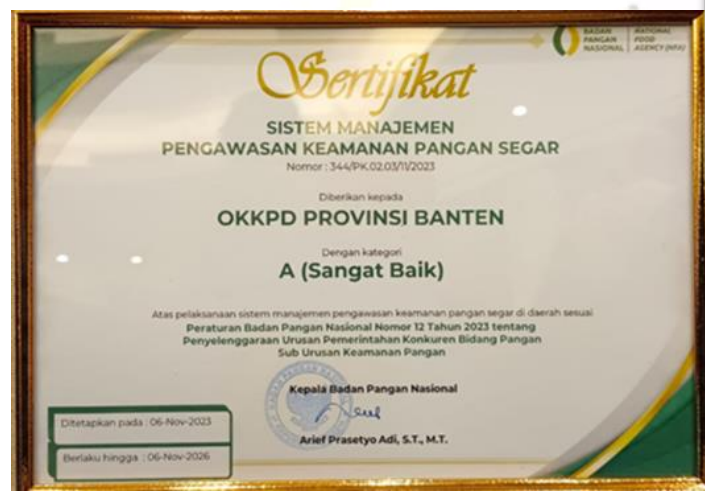 BADAN
PANGAN
NASIONAL
NATIONAL
FOOD
AGENCY (NFA)
Sertifikat
SISTEM MANAJEMEN
PENGAWASAN KEAMANAN PANGAN SEGAR
Nomor : 344/PK.02.03/11/2023
Diberikan kepada
OKKPD PROVINSI BANTEN
Dengan kategori
A (Sangat Baik)
Atas pelaksanaan sistem manajemen pengawasan keamanan pangan segar di daerah sesuai
Peraturan Badan Pangan Nasional Nomor 12 Tahun 2023 tentang
Penyelenggaraan Urusan Pemerintahan Konkuren Bidang Pangan
Sub Urusan Keamanan Pangan
Kepala Badan Pangan Nasional
Arief Prasetyo Adi, S.T., M.T.
Ditetapkan pada : 06-Nov-2023
Berlaku hingga : 06-Nov-2026